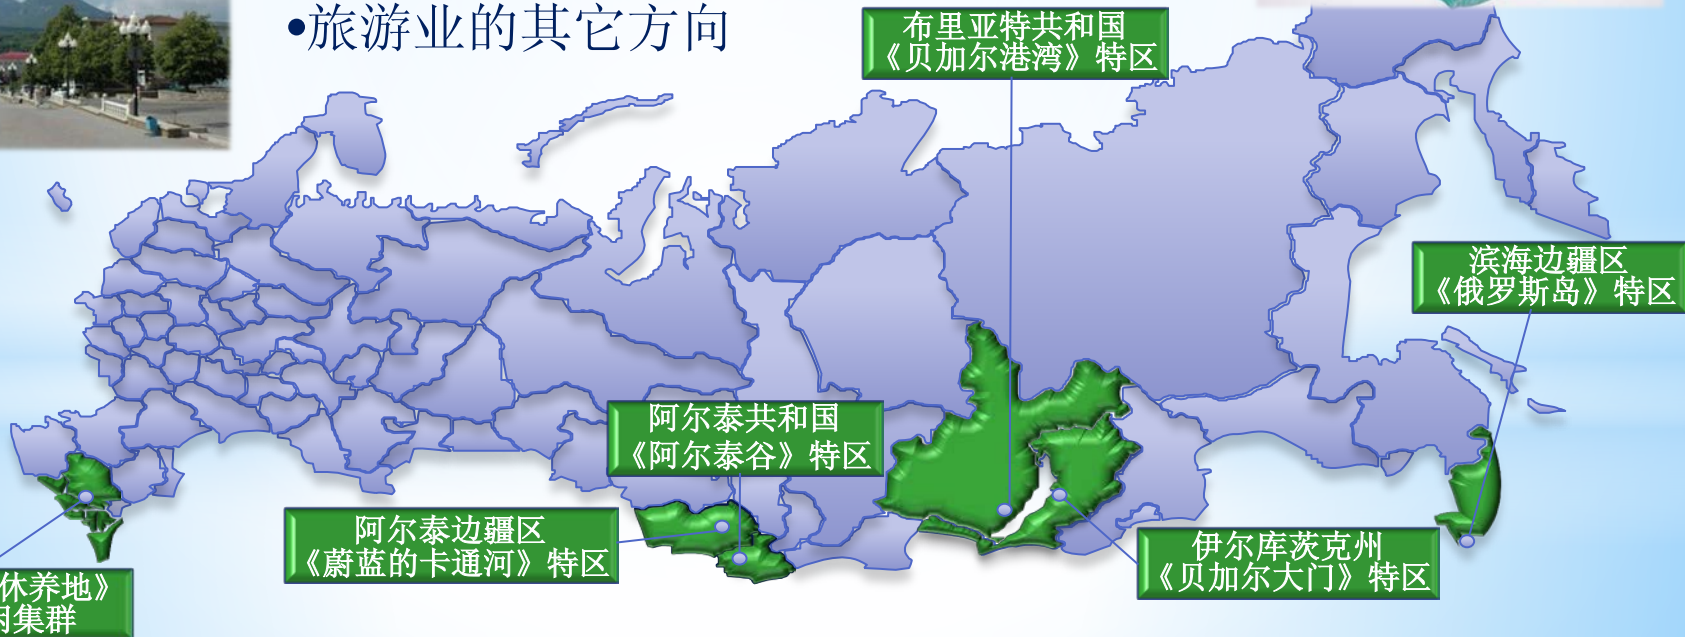 •旅游业的其它方向
布里亚特共和国
《贝加尔港湾》特区
滨海边疆区
《俄罗斯岛》特区
阿尔泰共和国
《阿尔泰谷》特区
阿尔泰边疆区
《蔚蓝的卡通河》特区
伊尔库茨克州
《贝加尔大门》特区
休养地》
集群